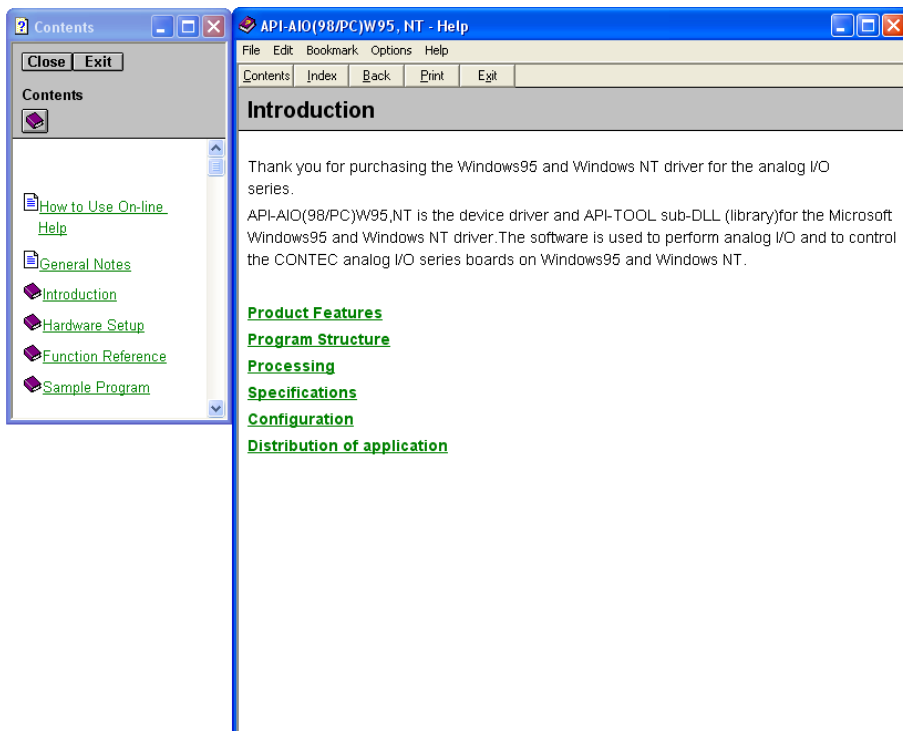 Contents
Close Exit
Contents
How to Use On-line
Help
General Notes
Introduction
Hardware Setup
Function Reference
Sample Program
API-AIO(98/PC)W95, NT - Help
File Edit Bookmark Options Help
Contents Index Back Print Exit
Introduction
Thank you for purchasing the Windows95 and Windows NT driver for the analog I/O
series.
API-AIO(98/PC)W95,NT is the device driver and API-TOOL sub-DLL (library)for the Microsoft
Windows95 and Windows NT driver.The software is used to perform analog I/O and to control
the CONTEC analog I/O series boards on Windows95 and Windows NT.
Product Features
Program Structure
Processing
Specifications
Configuration
Distribution of application